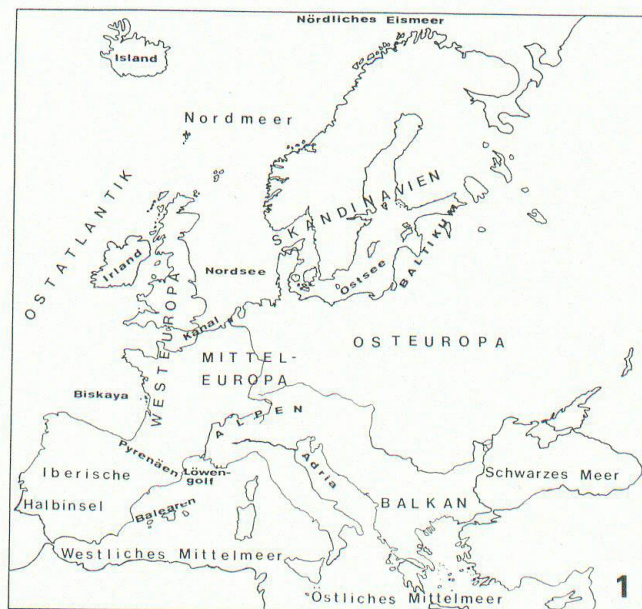 Nördliches Eismeer
Island
Nordmeer
OSTATLANTIK
SKANDINAVIEN
BALTIKUM
Irland
Nordsee
Ostsee
WESTEUROPA
Kanal
MITTEL-
EUROPA
OSTEUROPA
Biskaya
ALPEN
Pyrenäen
Löwen-
golf
Adria
Iberische
Halbinsel
Schwarzes Meer
Balearen
BALKAN
Westliches Mittelmeer
Östliches Mittelmeer
1